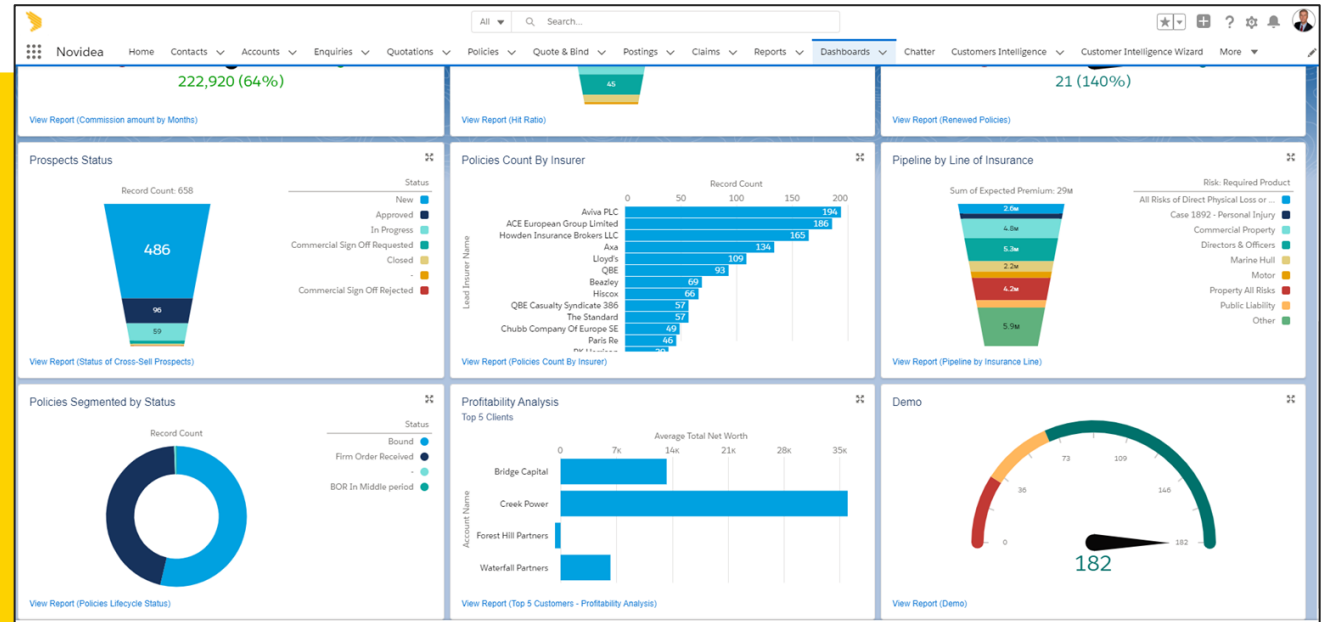 All Search...
Novidea Home Contacts Accounts Enquiries Quotations Policies Quote & Bind Postings Claims Reports Dashboards Chatter Customers Intelligence Customer Intelligence Wizard More
222,920 (64%)
View Report (Commission amount by Months)
45
View Report (Hit Ratio)
21 (140%)
View Report (Renewed Policies)
Prospects Status
Record Count: 658
486
96
59
Status
New
Approved
In Progress
Commercial Sign Off Requested
Closed
-
Commercial Sign Off Rejected
View Report (Status of Cross-Sell Prospects)
Policies Count By Insurer
Record Count
0 50 100 150 200
Lead Insurer Name
Aviva PLC 194
ACE European Group Limited 186
Howden Insurance Brokers LLC 165
Axa 134
Lloyd's 109
QBE 93
Beazley 69
Hiscox 66
QBE Casualty Syndicate 386 57
The Standard 57
Chubb Company Of Europe SE 49
Paris Re 46
View Report (Policies Count By Insurer)
Pipeline by Line of Insurance
Sum of Expected Premium: 29M
2.6M
4.8M
5.3M
2.2M
4.2M
5.9M
Risk: Required Product
All Risks of Direct Physical Loss or ...
Case 1892 - Personal Injury
Commercial Property
Directors & Officers
Marine Hull
Motor
Property All Risks
Public Liability
Other
View Report (Pipeline by Insurance Line)
Policies Segmented by Status
Record Count
Status
Bound
Firm Order Received
-
BOR In Middle period
View Report (Policies Lifecycle Status)
Profitability Analysis
Top 5 Clients
Average Total Net Worth
0 7K 14K 21K 28K 35K
Account Name
Bridge Capital
Creek Power
Forest Hill Partners
Waterfall Partners
View Report (Top 5 Customers - Profitability Analysis)
Demo
0 36 73 109 146 182
182
View Report (Demo)